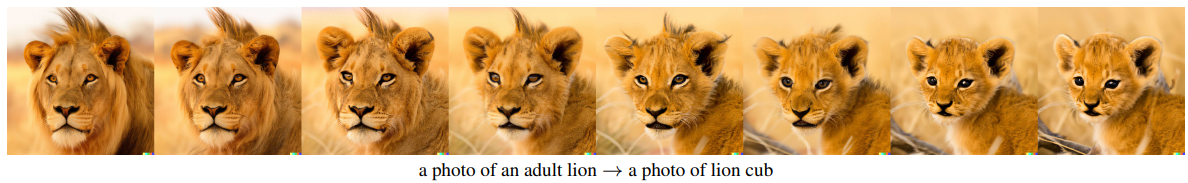 a photo of an adult lion → a photo of lion cub